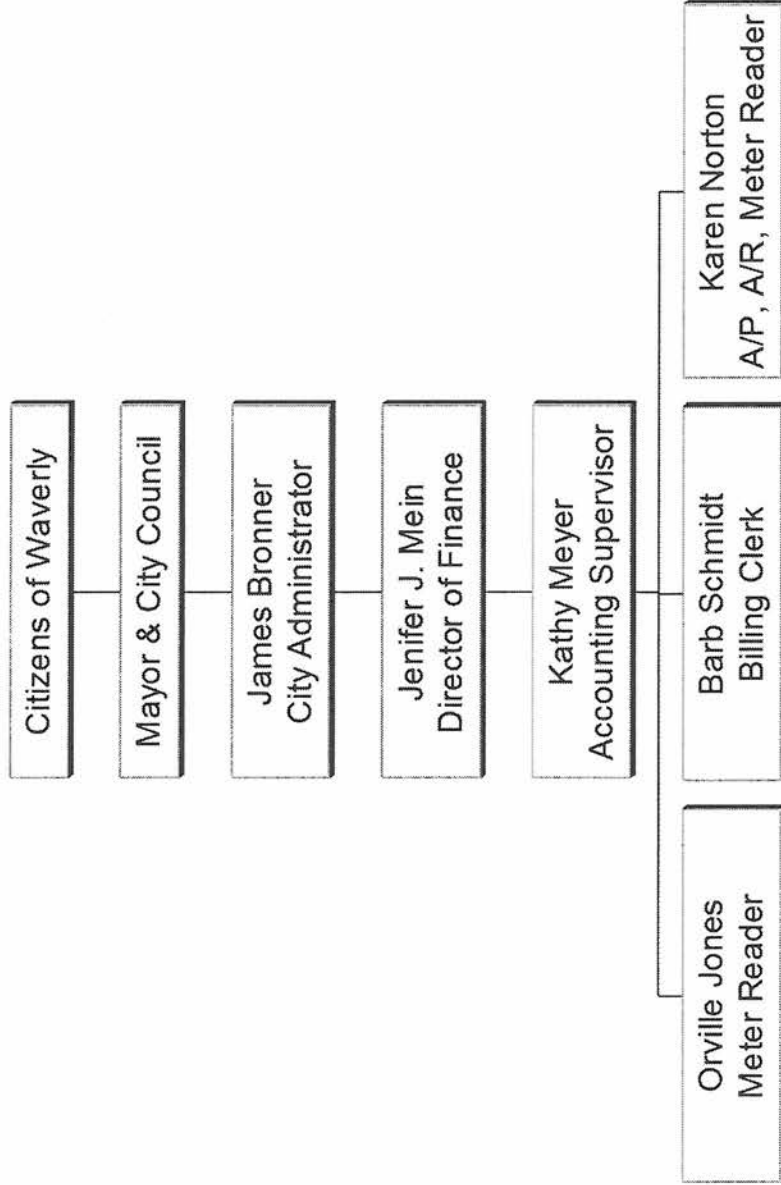 Citizens of Waverly
Mayor & City Council
James Bronner
City Administrator
Jenifer J. Mein
Director of Finance
Kathy Meyer
Accounting Supervisor
Orville Jones
Meter Reader
Barb Schmidt
Billing Clerk
Karen Norton
A/P, A/R, Meter Reader